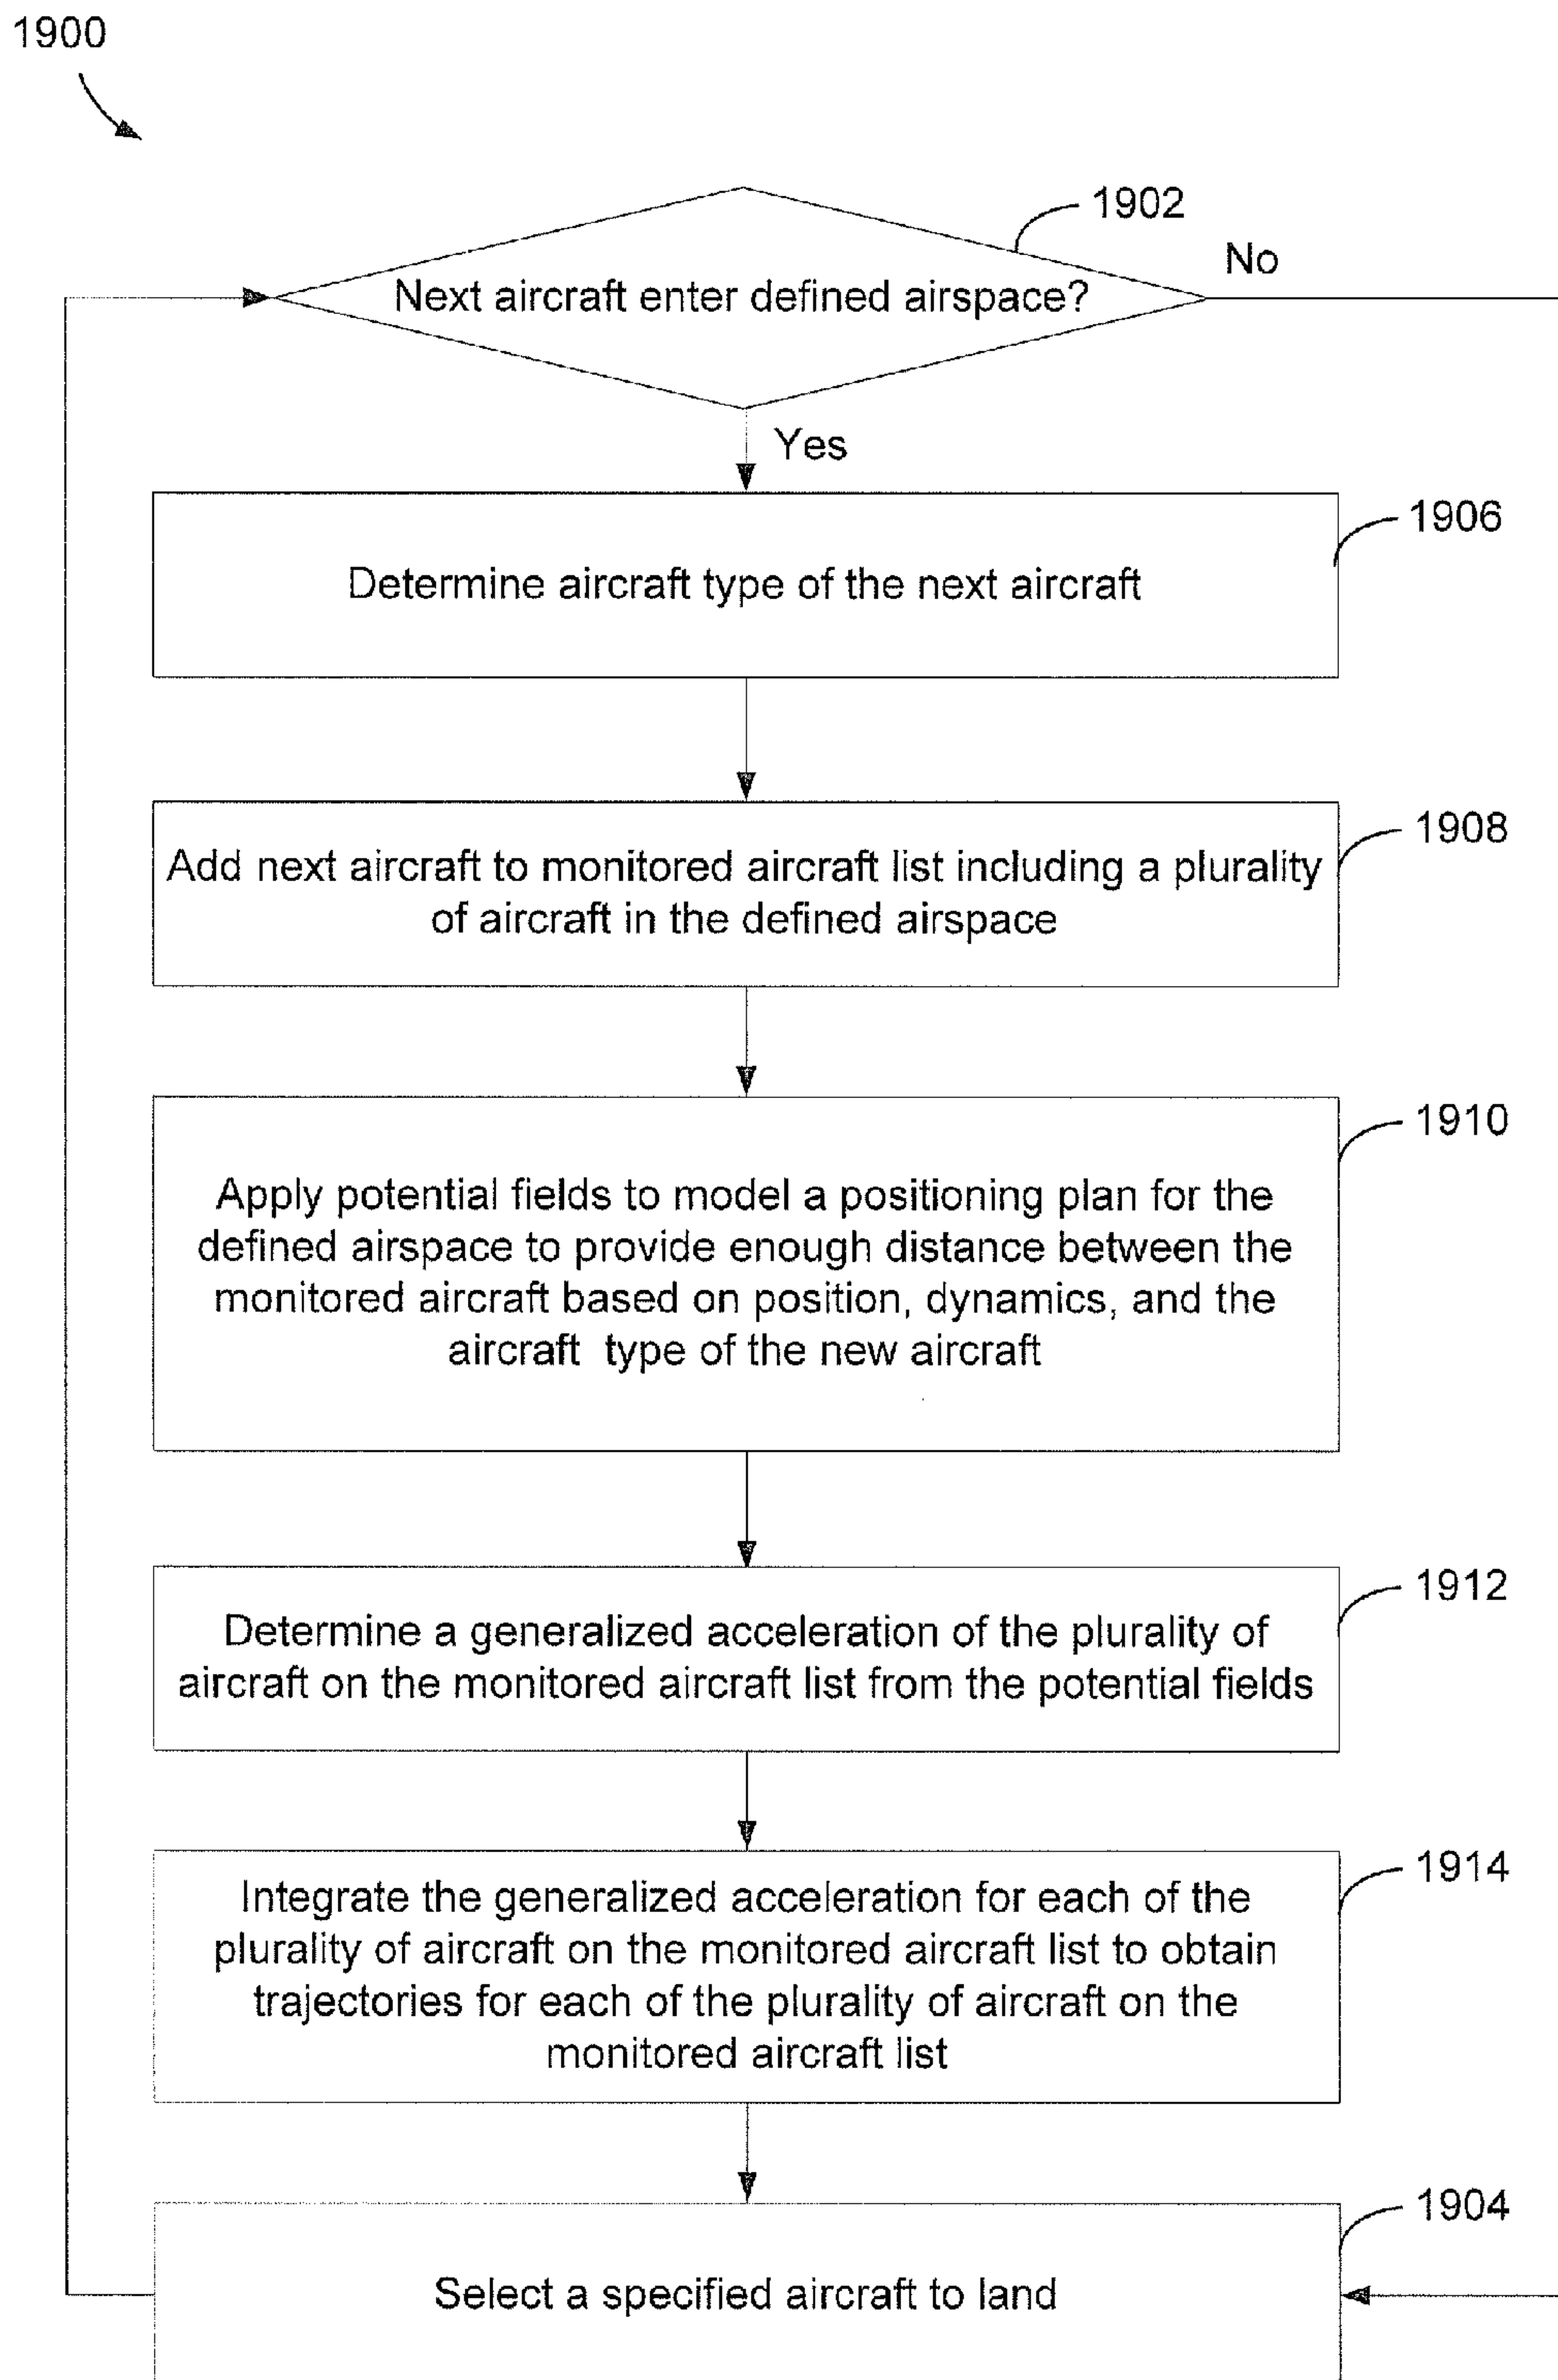 1900
1902
Next aircraft enter defined airspace?
No
Yes
1906
Determine aircraft type of the next aircraft
1908
Add next aircraft to monitored aircraft list including a plurality
of aircraft in the defined airspace
1910
Apply potential fields to model a positioning plan for the
defined airspace to provide enough distance between the
monitored aircraft based on position, dynamics, and the
aircraft type of the new aircraft
1912
Determine a generalized acceleration of the plurality of
aircraft on the monitored aircraft list from the potential fields
1914
Integrate the generalized acceleration for each of the
plurality of aircraft on the monitored aircraft list to obtain
trajectories for each of the plurality of aircraft on the
monitored aircraft list
1904
Select a specified aircraft to land